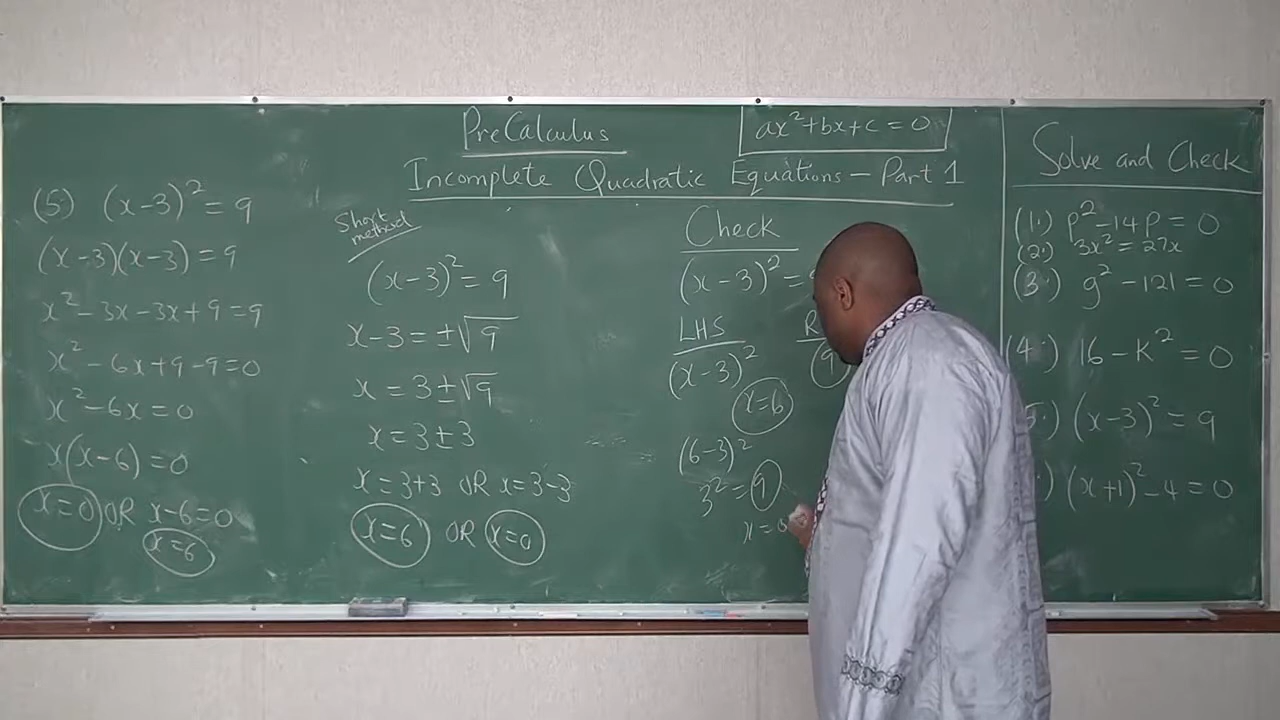 PreCalculus
ax²+bx+c=0
Incomplete Quadratic Equations – Part 1
(5) (x-3)²=9
(x-3)(x-3)=9
x²-3x-3x+9=9
x²-6x+9-9=0
x²-6x=0
x(x-6)=0
x=0 OR x-6=0
x=6
Short method
(x-3)²=9
x-3=±√9
x=3±√9
x=3±3
x=3+3 OR x=3-3
x=6 OR x=0
Check
(x-3)²=
LHS R
(x-3)² 9
x=6
(6-3)²
3²=9
x=0
Solve and Check
(1.) p²-14p=0
(2.) 3x²=27x
(3.) g²-121=0
(4.) 16-K²=0
5.) (x-3)²=9
.) (x+1)²-4=0